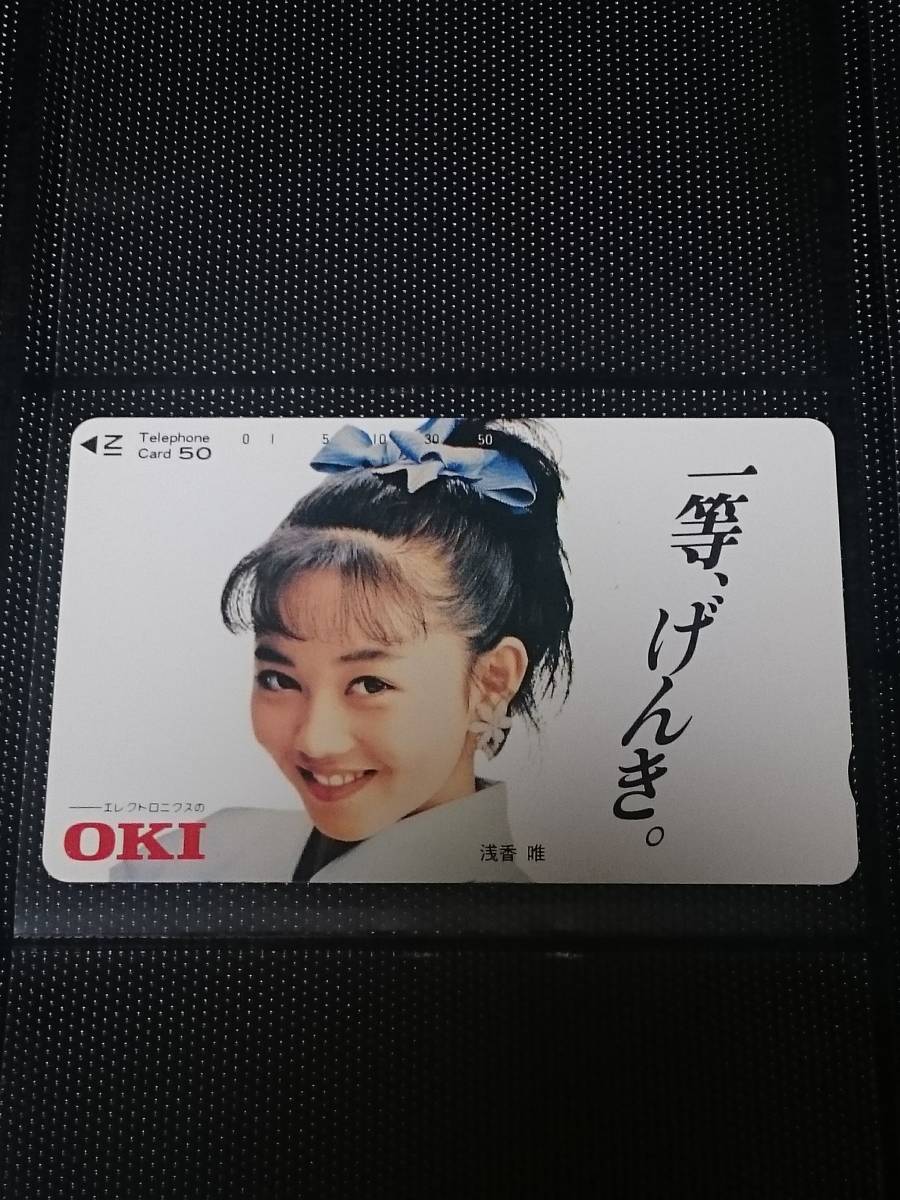 Telephone
Card 50
0 1 5 10 30 50
一等、げんき。
エレクトロニクスの
OKI
浅香 唯